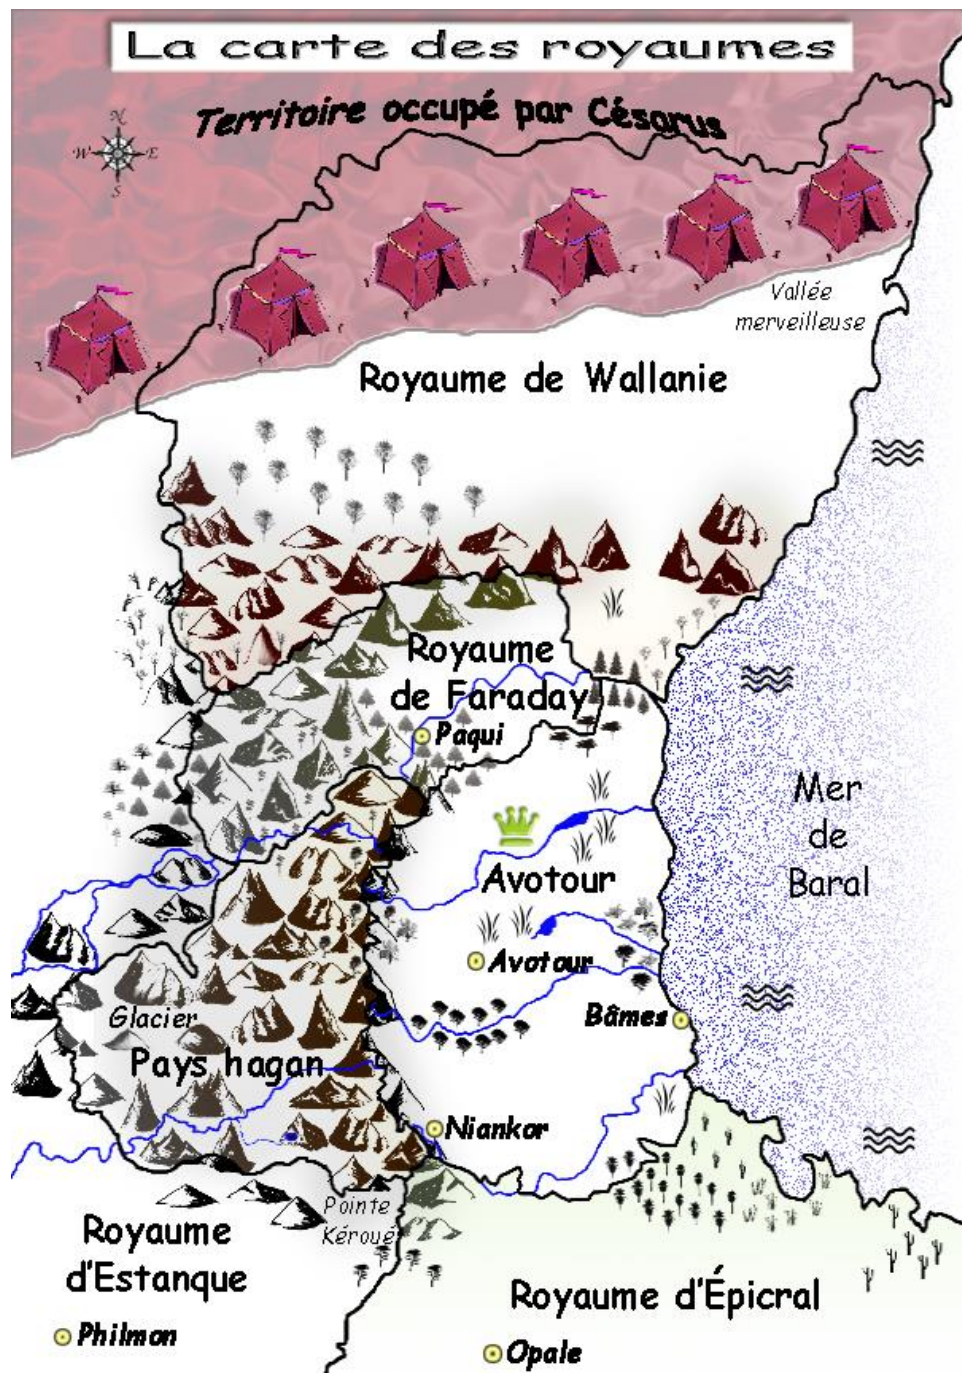 La carte des royaumes
Territoire occupé par Césarus
N
W E
S
Vallée
merveilleuse
Royaume de Wallanie
Royaume
de Faraday
Paqui
Mer
de
Baral
Avotour
Avotour
Glacier
Bâmes
Pays hagan
Niankor
Pointe
Kéroué
Royaume
d'Estanque
Royaume d'Épicral
Philmon
Opale